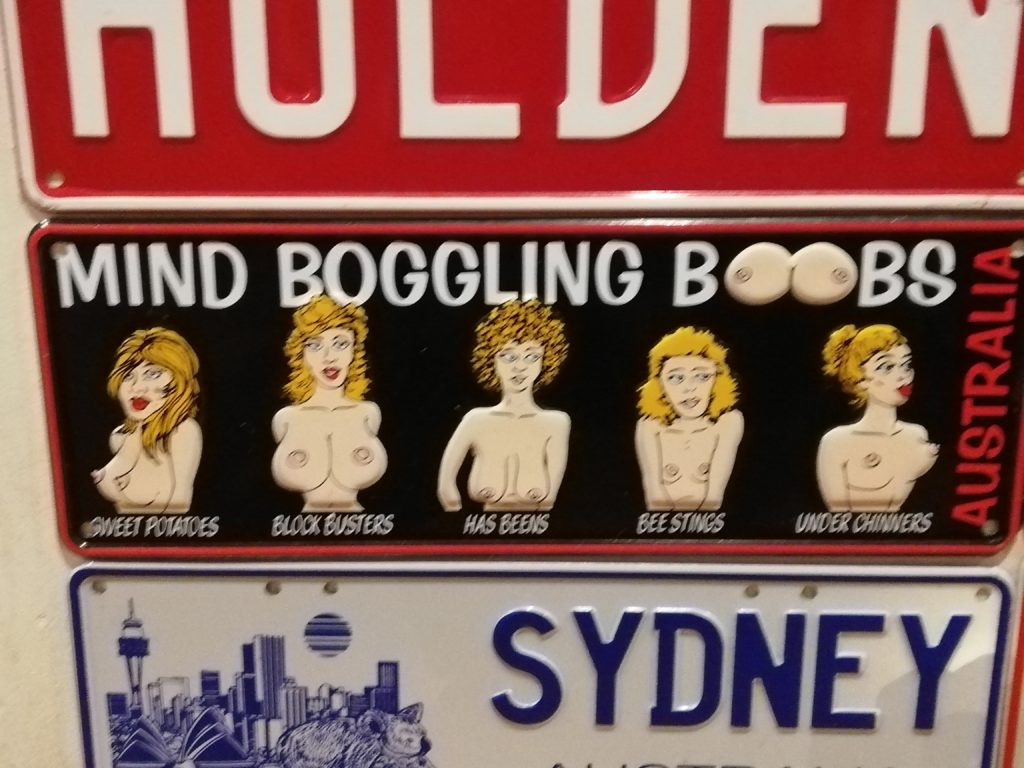 HOLDEN
MIND BOGGLING BOOBS
AUSTRALIA
SWEET POTATOES
BLOCK BUSTERS
HAS BEENS
BEE STINGS
UNDER CHINNERS
SYDNEY